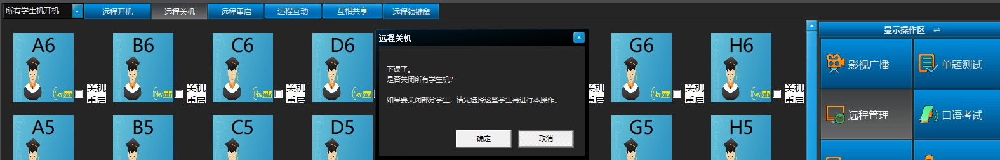 所有学生机开机 远程开机 远程关机 远程重启 远程互动 互相共享 远程锁键鼠
显示操作区
远程关机
A6 B6 C6 D6 G6 H6
关机 关机 关机 关机 关机 关机
重启 重启 重启 重启 重启 重启
下课了。
是否关闭所有学生机?
如果要关闭部分学生，请先选择这些学生再进行本操作。
确定 取消
A5 B5 C5 D5 G5 H5
影视广播 单题测试
远程管理 口语考试